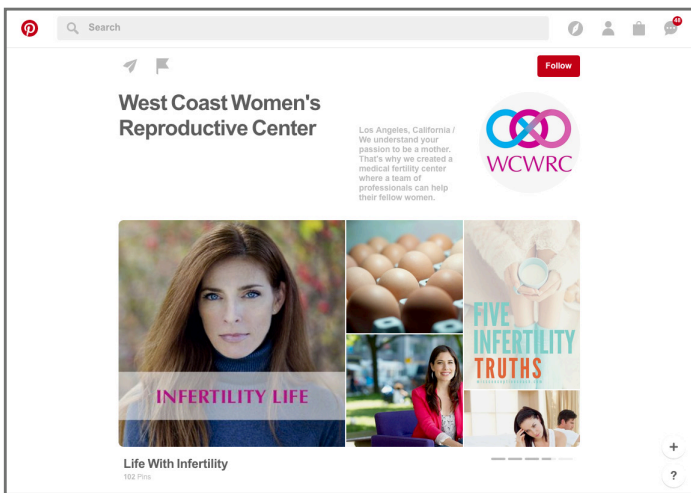 48
Search
Follow
West Coast Women's
Reproductive Center
Los Angeles, California /
We understand your
passion to be a mother.
That's why we created a
medical fertility center
where a team of
professionals can help
their fellow women.
WCWRC
INFERTILITY LIFE
FIVE
INFERTILITY
TRUTHS
Life With Infertility
102 Pins
+
?